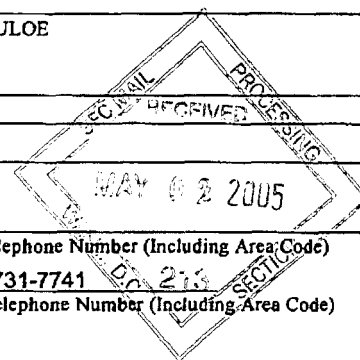 ULOE
SEC MAIL PROCESSING
RECEIVED
MAY 02 2005
ephone Number (Including Area Code)
731-7741
D.C. 213 SECTION
elephone Number (Including Area Code)